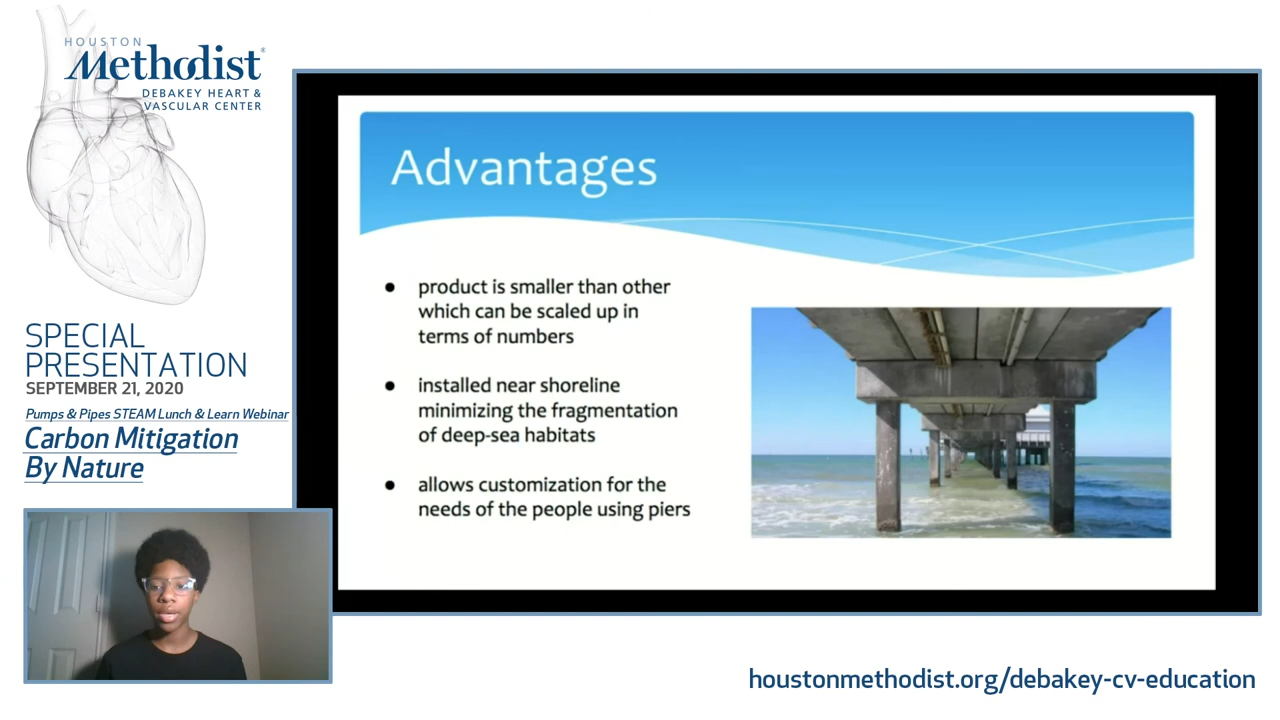 HOUSTON
Methodist®
DEBAKEY HEART &
VASCULAR CENTER
SPECIAL
PRESENTATION
SEPTEMBER 21, 2020
Pumps & Pipes STEAM Lunch & Learn Webinar
Carbon Mitigation
By Nature
Advantages
● product is smaller than other
which can be scaled up in
terms of numbers
● installed near shoreline
minimizing the fragmentation
of deep-sea habitats
● allows customization for the
needs of the people using piers
houstonmethodist.org/debakey-cv-education